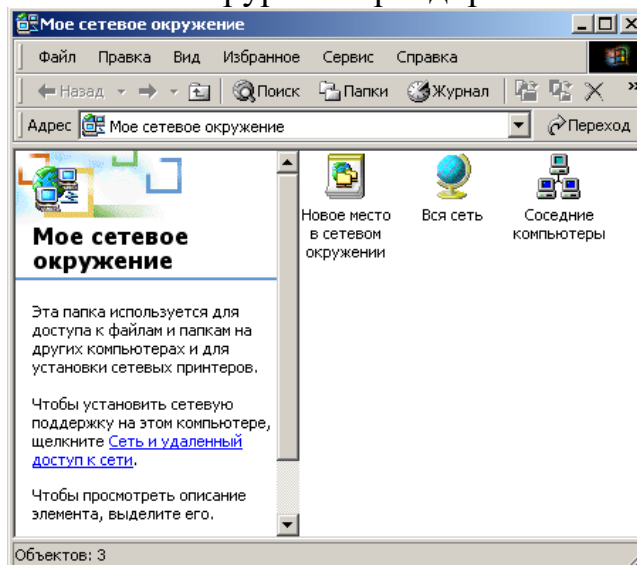 Мое сетевое окружение
Файл Правка Вид Избранное Сервис Справка
Назад Поиск Папки Журнал »
Адрес Мое сетевое окружение Переход
Мое сетевое
окружение
Эта папка используется для
доступа к файлам и папкам на
других компьютерах и для
установки сетевых принтеров.
Чтобы установить сетевую
поддержку на этом компьютере,
щелкните Сеть и удаленный
доступ к сети.
Чтобы просмотреть описание
элемента, выделите его.
Новое место
в сетевом
окружении
Вся сеть
Соседние
компьютеры
Объектов: 3